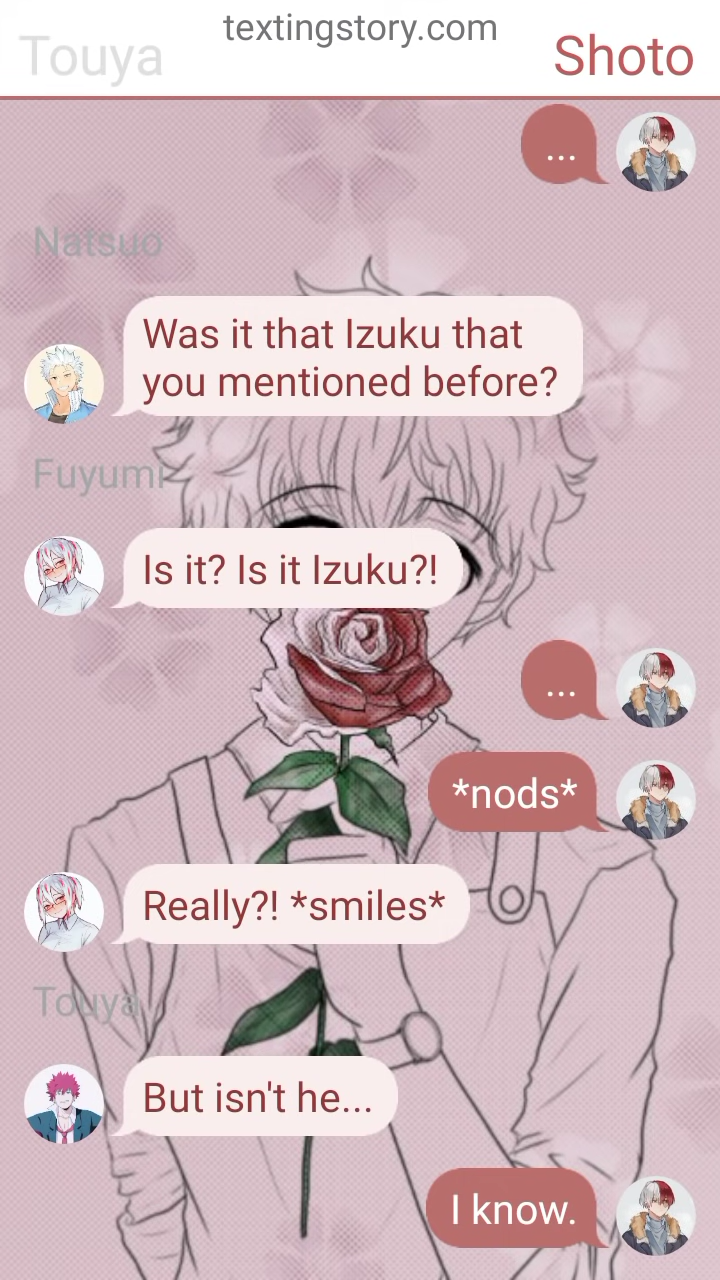 textingstory.com
Touya
Shoto
...
Natsuo
Was it that Izuku that
you mentioned before?
Fuyumi
Is it? Is it Izuku?!
...
*nods*
Really?! *smiles*
Touya
But isn't he...
I know.